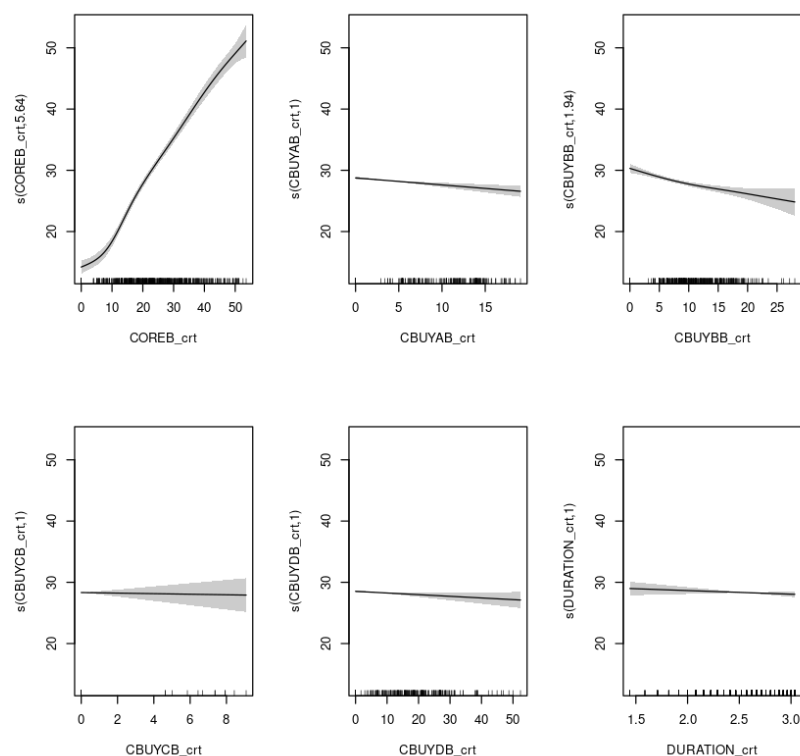 s(COREB_crt,5.64)
50
40
30
20
0 10 20 30 40 50
COREB_crt
s(CBUYAB_crt,1)
50
40
30
20
0 5 10 15
CBUYAB_crt
s(CBUYBB_crt,1.94)
50
40
30
20
0 5 10 15 20 25
CBUYBB_crt
s(CBUYCB_crt,1)
50
40
30
20
0 2 4 6 8
CBUYCB_crt
s(CBUYDB_crt,1)
50
40
30
20
0 10 20 30 40 50
CBUYDB_crt
s(DURATION_crt,1)
50
40
30
20
1.5 2.0 2.5 3.0
DURATION_crt